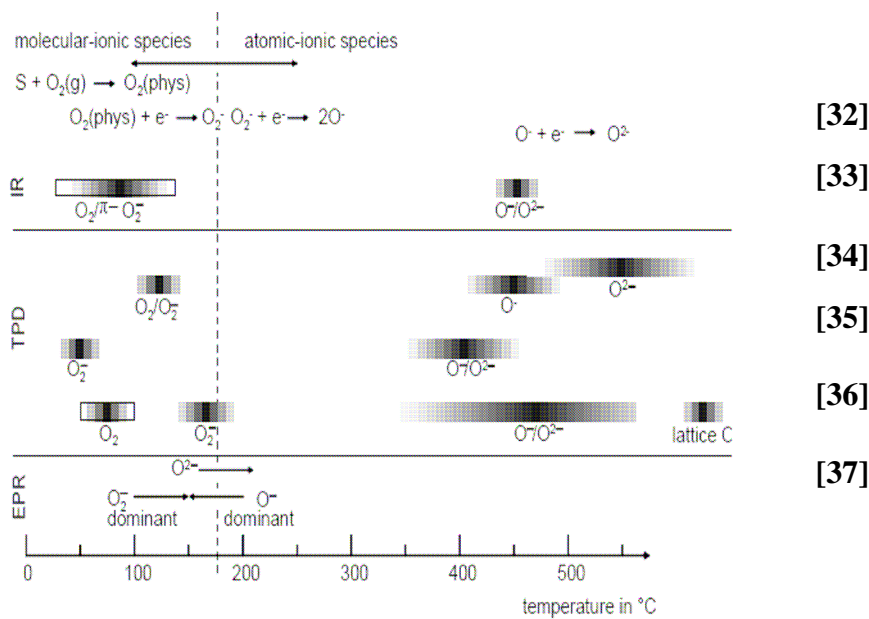 molecular-ionic species atomic-ionic species
S + O₂(g) → O₂(phys)
O₂(phys) + e⁻ → O₂⁻ O₂⁻ + e⁻ → 2O⁻ [32]
O⁻ + e⁻ → O²⁻
IR [33]
O₂/π– O₂⁻ O⁻/O²⁻
[34]
O₂/O₂⁻ O⁻ O²⁻
TPD [35]
O₂⁻ O⁻/O²⁻
[36]
O₂ O₂⁻ O⁻/O²⁻ lattice O
EPR [37]
O²⁻
O₂⁻ O⁻
dominant dominant
0 100 200 300 400 500
temperature in °C